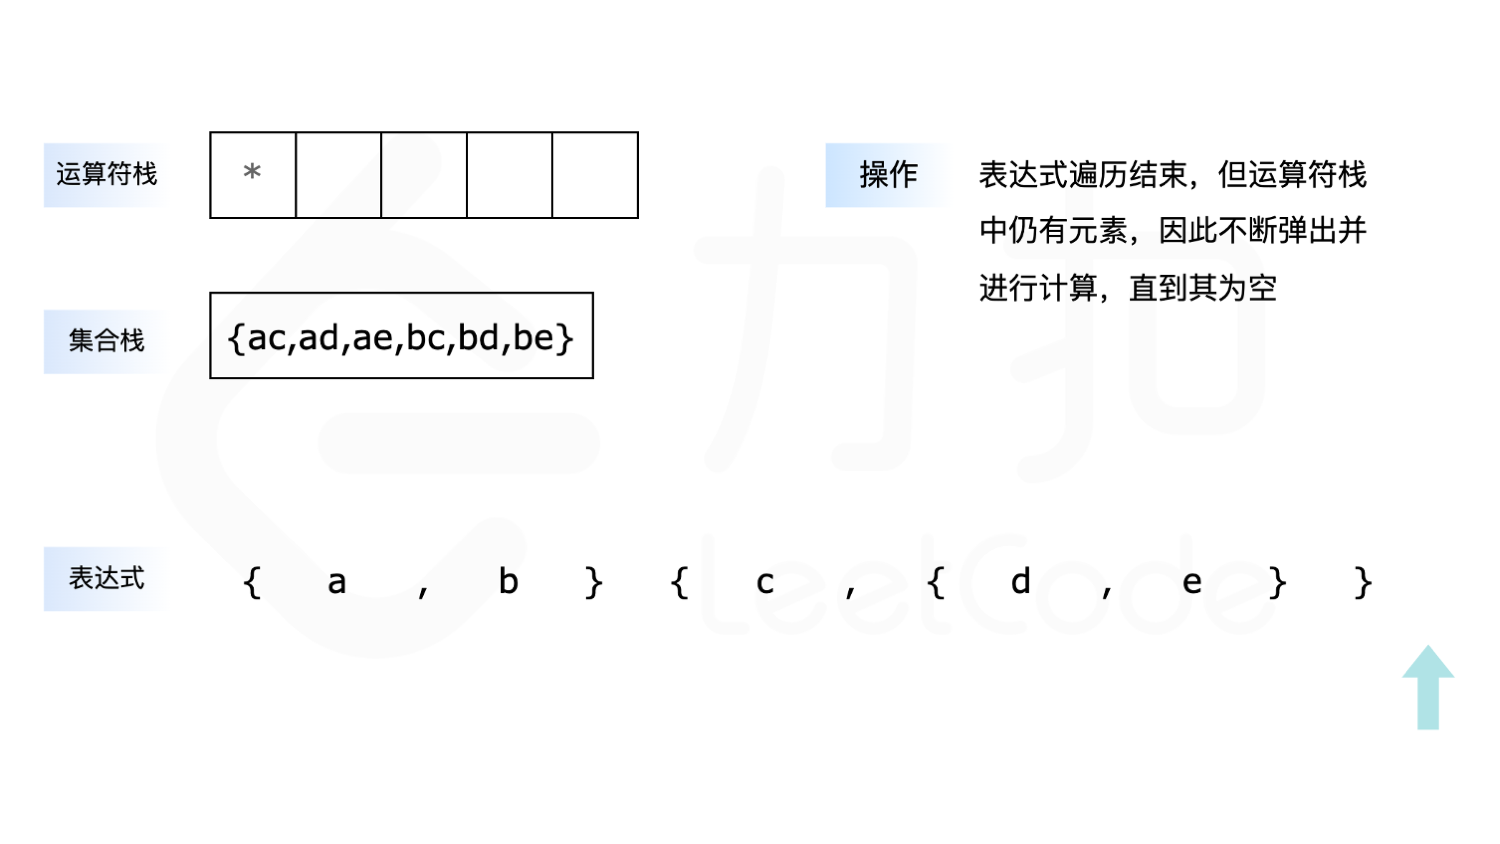 运算符栈
*
操作
表达式遍历结束，但运算符栈
中仍有元素，因此不断弹出并
进行计算，直到其为空
集合栈
{ac,ad,ae,bc,bd,be}
力扣
LeetCode
表达式
{ a , b } { c , { d , e } }